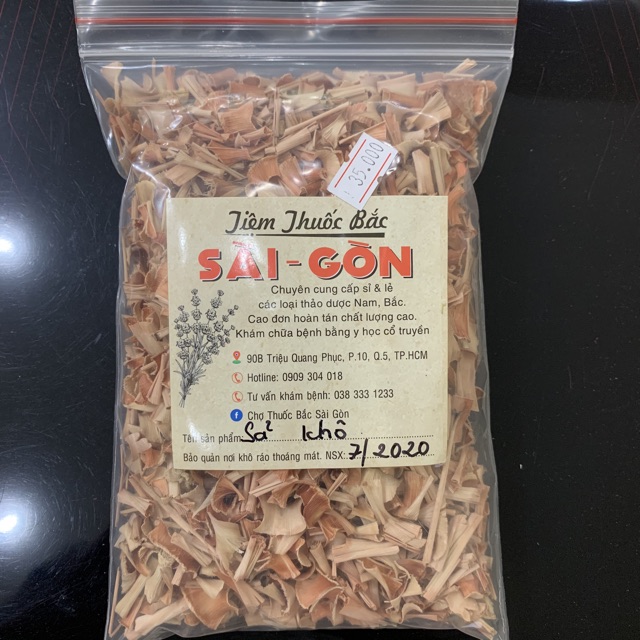 35.000
Tiệm Thuốc Bắc
SÀI-GÒN
Chuyên cung cấp sỉ & lẻ
các loại thảo dược Nam, Bắc.
Cao đơn hoàn tán chất lượng cao.
Khám chữa bệnh bằng y học cổ truyền
90B Triệu Quang Phục, P.10, Q.5, TP.HCM
Hotline: 0909 304 018
Tư vấn khám bệnh: 038 333 1233
Chợ Thuốc Bắc Sài Gòn
Tên sản phẩm: Sả khô
Bảo quản nơi khô ráo thoáng mát. NSX: 7/2020